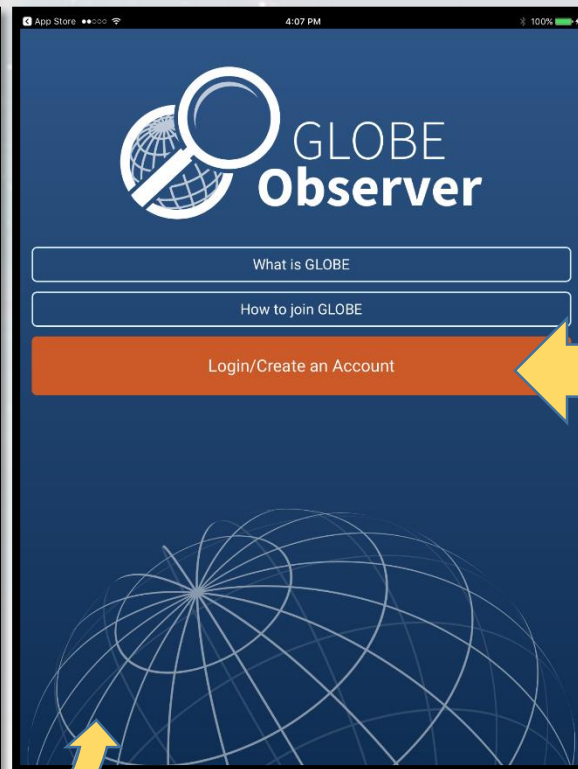 App Store 4:07 PM 100%
GLOBE
Observer
What is GLOBE
How to join GLOBE
Login/Create an Account